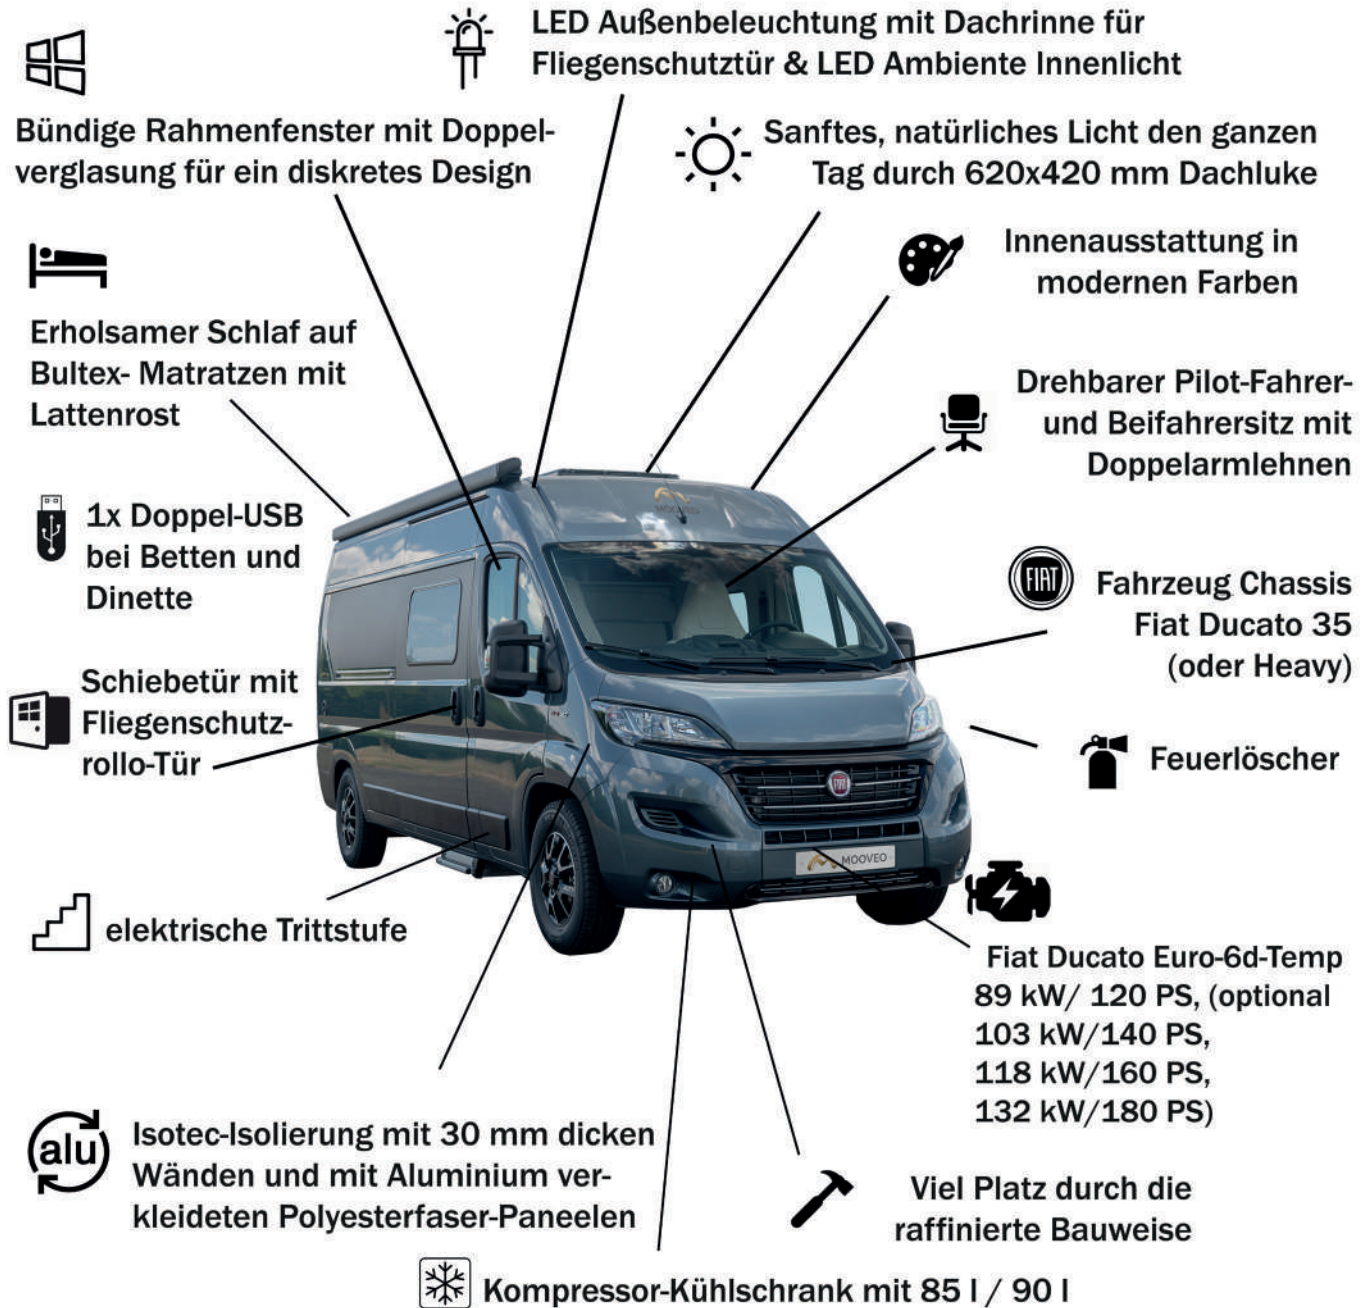 LED Außenbeleuchtung mit Dachrinne für
Fliegenschutztür & LED Ambiente Innenlicht
Bündige Rahmenfenster mit Doppel-
verglasung für ein diskretes Design
Sanftes, natürliches Licht den ganzen
Tag durch 620x420 mm Dachluke
Innenausstattung in
modernen Farben
Erholsamer Schlaf auf
Bultex- Matratzen mit
Lattenrost
Drehbarer Pilot-Fahrer-
und Beifahrersitz mit
Doppelarmlehnen
1x Doppel-USB
bei Betten und
Dinette
MOOVEO
FIAT
Fahrzeug Chassis
Fiat Ducato 35
(oder Heavy)
Schiebetür mit
Fliegenschutz-
rollo-Tür
Feuerlöscher
FIAT
MOOVEO
elektrische Trittstufe
Fiat Ducato Euro-6d-Temp
89 kW/ 120 PS, (optional
103 kW/140 PS,
118 kW/160 PS,
132 kW/180 PS)
alu
Isotec-Isolierung mit 30 mm dicken
Wänden und mit Aluminium ver-
kleideten Polyesterfaser-Paneelen
Viel Platz durch die
raffinierte Bauweise
Kompressor-Kühlschrank mit 85 l / 90 l